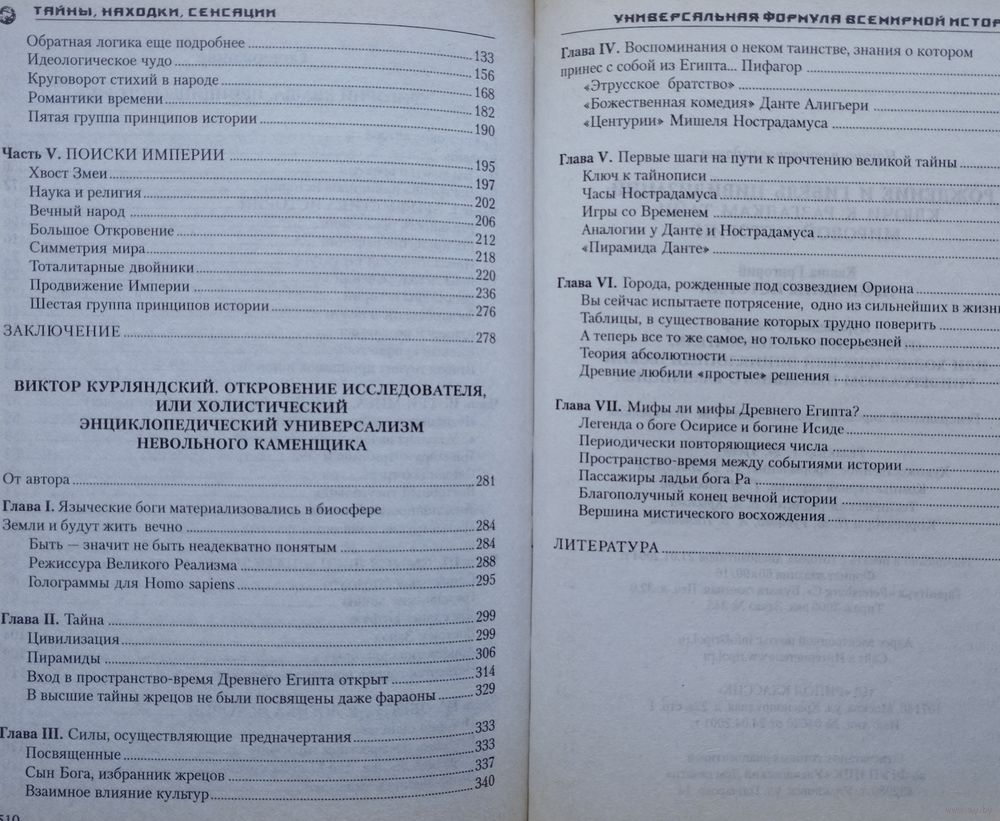 ТАЙНЫ, НАХОДКИ, СЕНСАЦИИ
Обратная логика еще подробнее 133
Идеологическое чудо 156
Круговорот стихий в народе 168
Романтики времени 182
Пятая группа принципов истории 190
Часть V. ПОИСКИ ИМПЕРИИ 195
Хвост Змеи 197
Наука и религия 202
Вечный народ 206
Большое Откровение 212
Симметрия мира 218
Тоталитарные двойники 220
Продвижение Империи 236
Шестая группа принципов истории 276
ЗАКЛЮЧЕНИЕ 278
ВИКТОР КУРЛЯНДСКИЙ. ОТКРОВЕНИЕ ИССЛЕДОВАТЕЛЯ,
ИЛИ ХОЛИСТИЧЕСКИЙ
ЭНЦИКЛОПЕДИЧЕСКИЙ УНИВЕРСАЛИЗМ
НЕВОЛЬНОГО КАМЕНЩИКА
От автора 281
Глава I. Языческие боги материализовались в биосфере
Земли и будут жить вечно 284
Быть — значит не быть неадекватно понятым 284
Режиссура Великого Реализма 288
Голограммы для Homo sapiens 295
Глава II. Тайна 299
Цивилизация 299
Пирамиды 306
Вход в пространство-время Древнего Египта открыт 314
В высшие тайны жрецов не были посвящены даже фараоны 329
Глава III. Силы, осуществляющие предначертания 333
Посвященные 333
Сын Бога, избранник жрецов 337
Взаимное влияние культур 340
510
УНИВЕРСАЛЬНАЯ ФОРМУЛА ВСЕМИРНОЙ ИСТОР
Глава IV. Воспоминания о неком таинстве, знания о котором
принес с собой из Египта... Пифагор
«Этрусское братство»
«Божественная комедия» Данте Алигьери
«Центурии» Мишеля Нострадамуса
Глава V. Первые шаги на пути к прочтению великой тайны
Ключ к тайнописи
Часы Нострадамуса
Игры со Временем
Аналогии у Данте и Нострадамуса
«Пирамида Данте»
Глава VI. Города, рожденные под созвездием Ориона
Вы сейчас испытаете потрясение, одно из сильнейших в жизни
Таблицы, в существование которых трудно поверить
А теперь все то же самое, но только посерьезней
Теория абсолютности
Древние любили «простые» решения
Глава VII. Мифы ли мифы Древнего Египта?
Легенда о боге Осирисе и богине Исиде
Периодически повторяющиеся числа
Пространство-время между событиями истории
Пассажиры ладьи бога Ра
Благополучный конец вечной истории
Вершина мистического восхождения
ЛИТЕРАТУРА